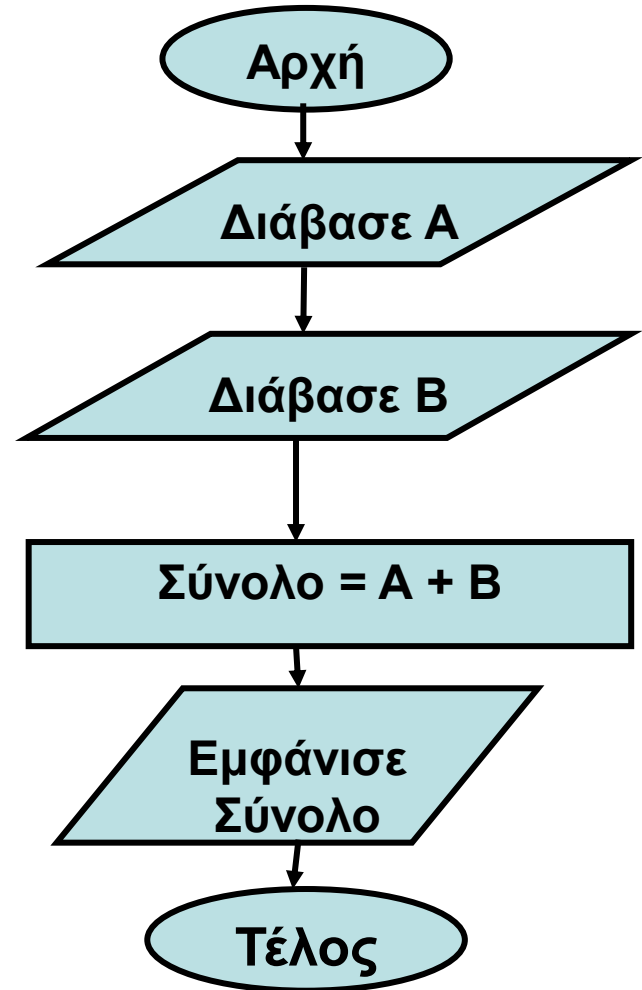 Αρχή
Διάβασε Α
Διάβασε Β
Σύνολο = Α + Β
Εμφάνισε
Σύνολο
Τέλος